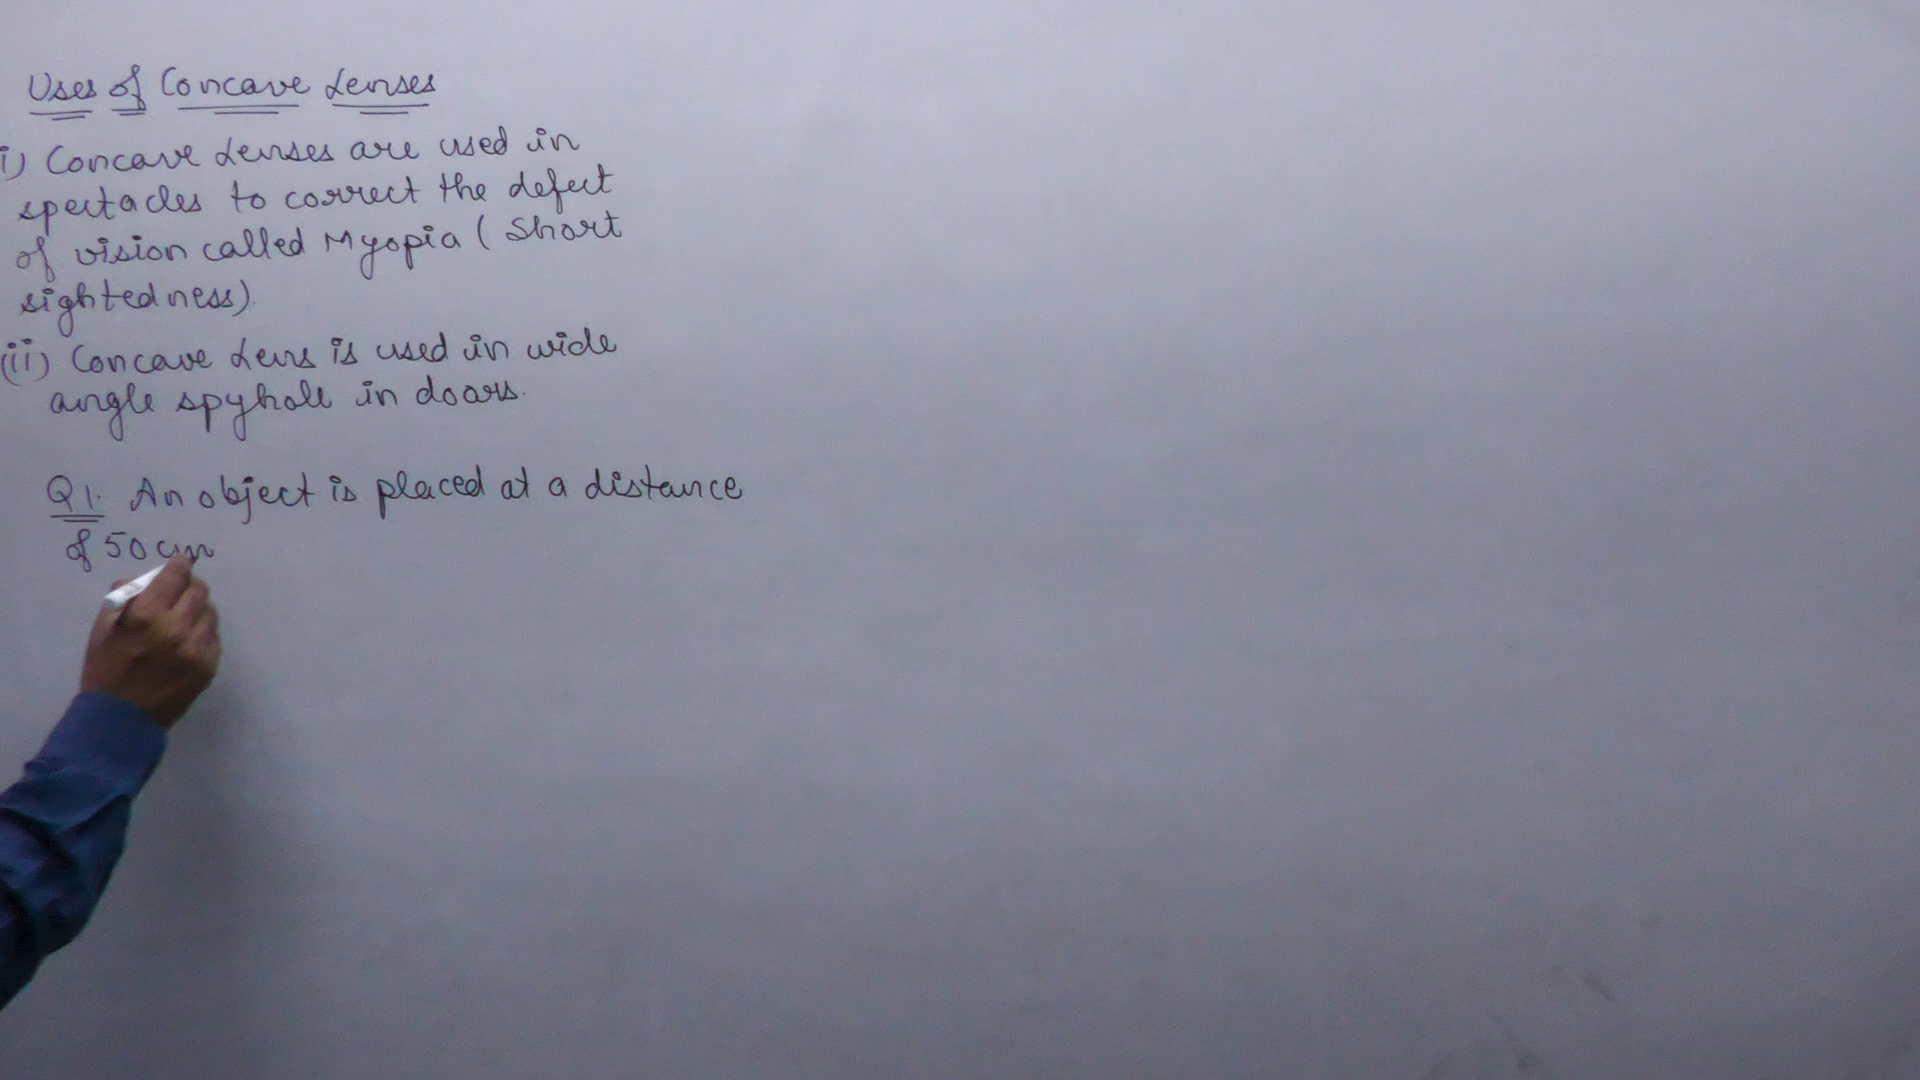 Uses of Concave Lenses
i) Concave Lenses are used in
spectacles to correct the defect
of vision called Myopia ( Short
sightedness).
(ii) Concave Lens is used in wide
angle spyhole in doors.
Q1. An object is placed at a distance
of 50 cm